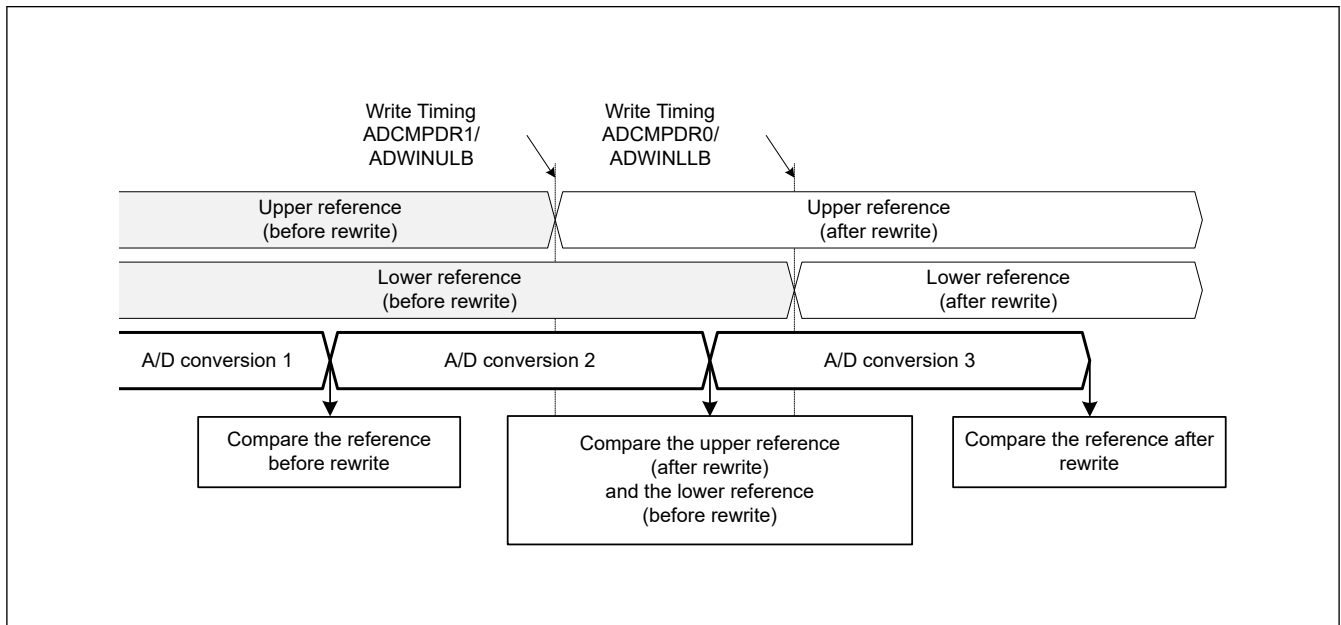 Write Timing
ADCMPDR1/
ADWINULB
Write Timing
ADCMPDR0/
ADWINLLB
Upper reference
(before rewrite)
Upper reference
(after rewrite)
Lower reference
(before rewrite)
Lower reference
(after rewrite)
A/D conversion 1
A/D conversion 2
A/D conversion 3
Compare the reference
before rewrite
Compare the upper reference
(after rewrite)
and the lower reference
(before rewrite)
Compare the reference after
rewrite